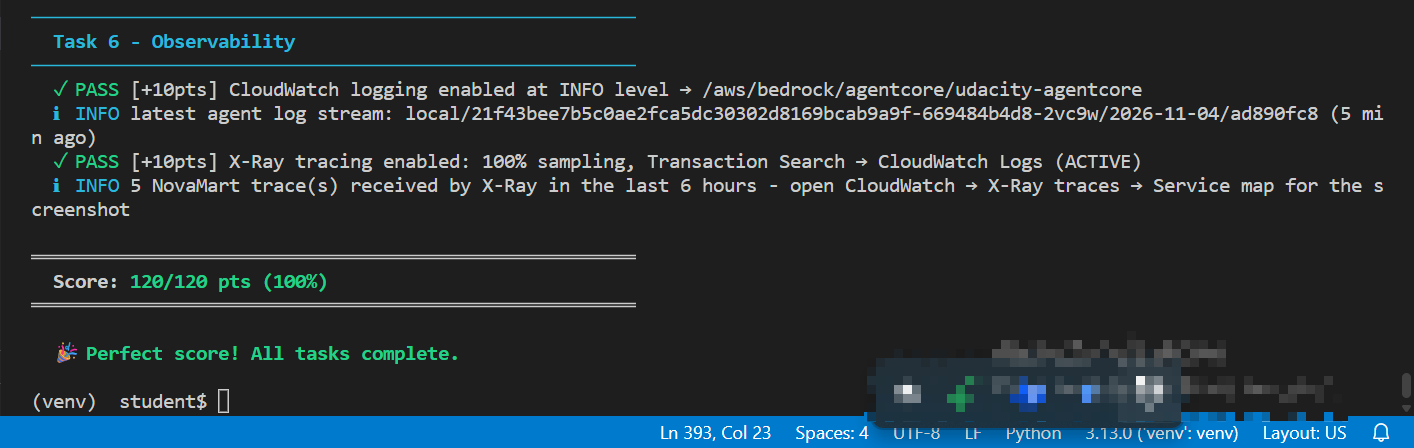 Task 6 - Observability
✓ PASS [+10pts] CloudWatch logging enabled at INFO level → /aws/bedrock/agentcore/udacity-agentcore
ℹ INFO latest agent log stream: local/21f43bee7b5c0ae2fca5dc30302d8169bcab9a9f-669484b4d8-2vc9w/2026-11-04/ad890fc8 (5 mi
n ago)
✓ PASS [+10pts] X-Ray tracing enabled: 100% sampling, Transaction Search → CloudWatch Logs (ACTIVE)
ℹ INFO 5 NovaMart trace(s) received by X-Ray in the last 6 hours - open CloudWatch → X-Ray traces → Service map for the s
creenshot
Score: 120/120 pts (100%)
🎉 Perfect score! All tasks complete.
(venv) student$
Ln 393, Col 23 Spaces: 4 UTF-8 LF Python 3.13.0 ('venv': venv) Layout: US